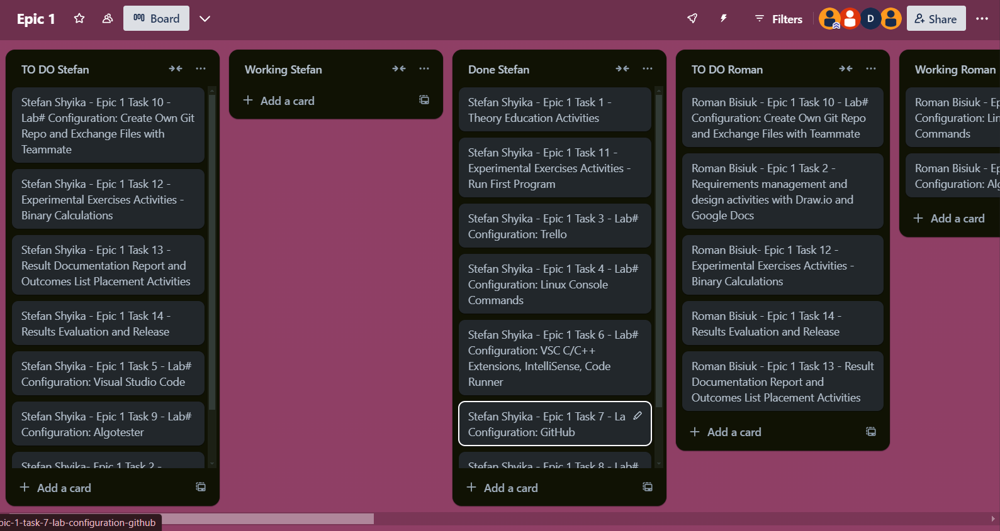 Epic 1
Board
Filters
D
Share
TO DO Stefan
Stefan Shyika - Epic 1 Task 10 -
Lab# Configuration: Create Own Git
Repo and Exchange Files with
Teammate
Stefan Shyika - Epic 1 Task 12 -
Experimental Exercises Activities -
Binary Calculations
Stefan Shyika - Epic 1 Task 13 -
Result Documentation Report and
Outcomes List Placement Activities
Stefan Shyika - Epic 1 Task 14 -
Results Evaluation and Release
Stefan Shyika - Epic 1 Task 5 - Lab#
Configuration: Visual Studio Code
Stefan Shyika - Epic 1 Task 9 - Lab#
Configuration: Algotester
Stefan Shyika- Epic 1 Task 2 -
Add a card
Working Stefan
Add a card
Done Stefan
Stefan Shyika - Epic 1 Task 1 -
Theory Education Activities
Stefan Shyika - Epic 1 Task 11 -
Experimental Exercises Activities -
Run First Program
Stefan Shyika - Epic 1 Task 3 - Lab#
Configuration: Trello
Stefan Shyika - Epic 1 Task 4 - Lab#
Configuration: Linux Console
Commands
Stefan Shyika - Epic 1 Task 6 - Lab#
Configuration: VSC C/C++
Extensions, IntelliSense, Code
Runner
Stefan Shyika - Epic 1 Task 7 - La
Configuration: GitHub
Stefan Shyika - Epic 1 Task 8 - Lab#
Add a card
TO DO Roman
Roman Bisiuk - Epic 1 Task 10 - Lab#
Configuration: Create Own Git Repo
and Exchange Files with Teammate
Roman Bisiuk - Epic 1 Task 2 -
Requirements management and
design activities with Draw.io and
Google Docs
Roman Bisiuk- Epic 1 Task 12 -
Experimental Exercises Activities -
Binary Calculations
Roman Bisiuk - Epic 1 Task 14 -
Results Evaluation and Release
Roman Bisiuk - Epic 1 Task 13 - Result
Documentation Report and
Outcomes List Placement Activities
Add a card
Working Roman
Roman Bisiuk - Ep
Configuration: Lin
Commands
Roman Bisiuk - Ep
Configuration: Alg
Add a card
pic-1-task-7-lab-configuration-github